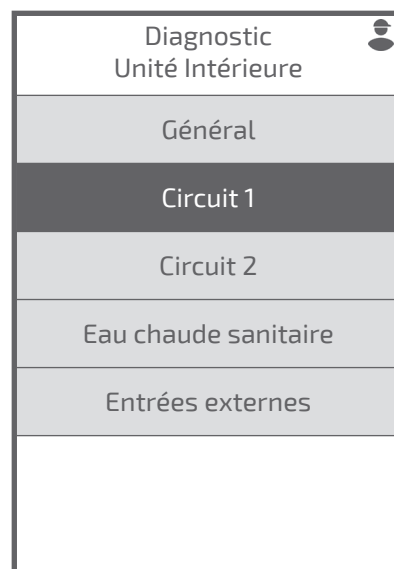 Diagnostic
Unité Intérieure
Général
Circuit 1
Circuit 2
Eau chaude sanitaire
Entrées externes